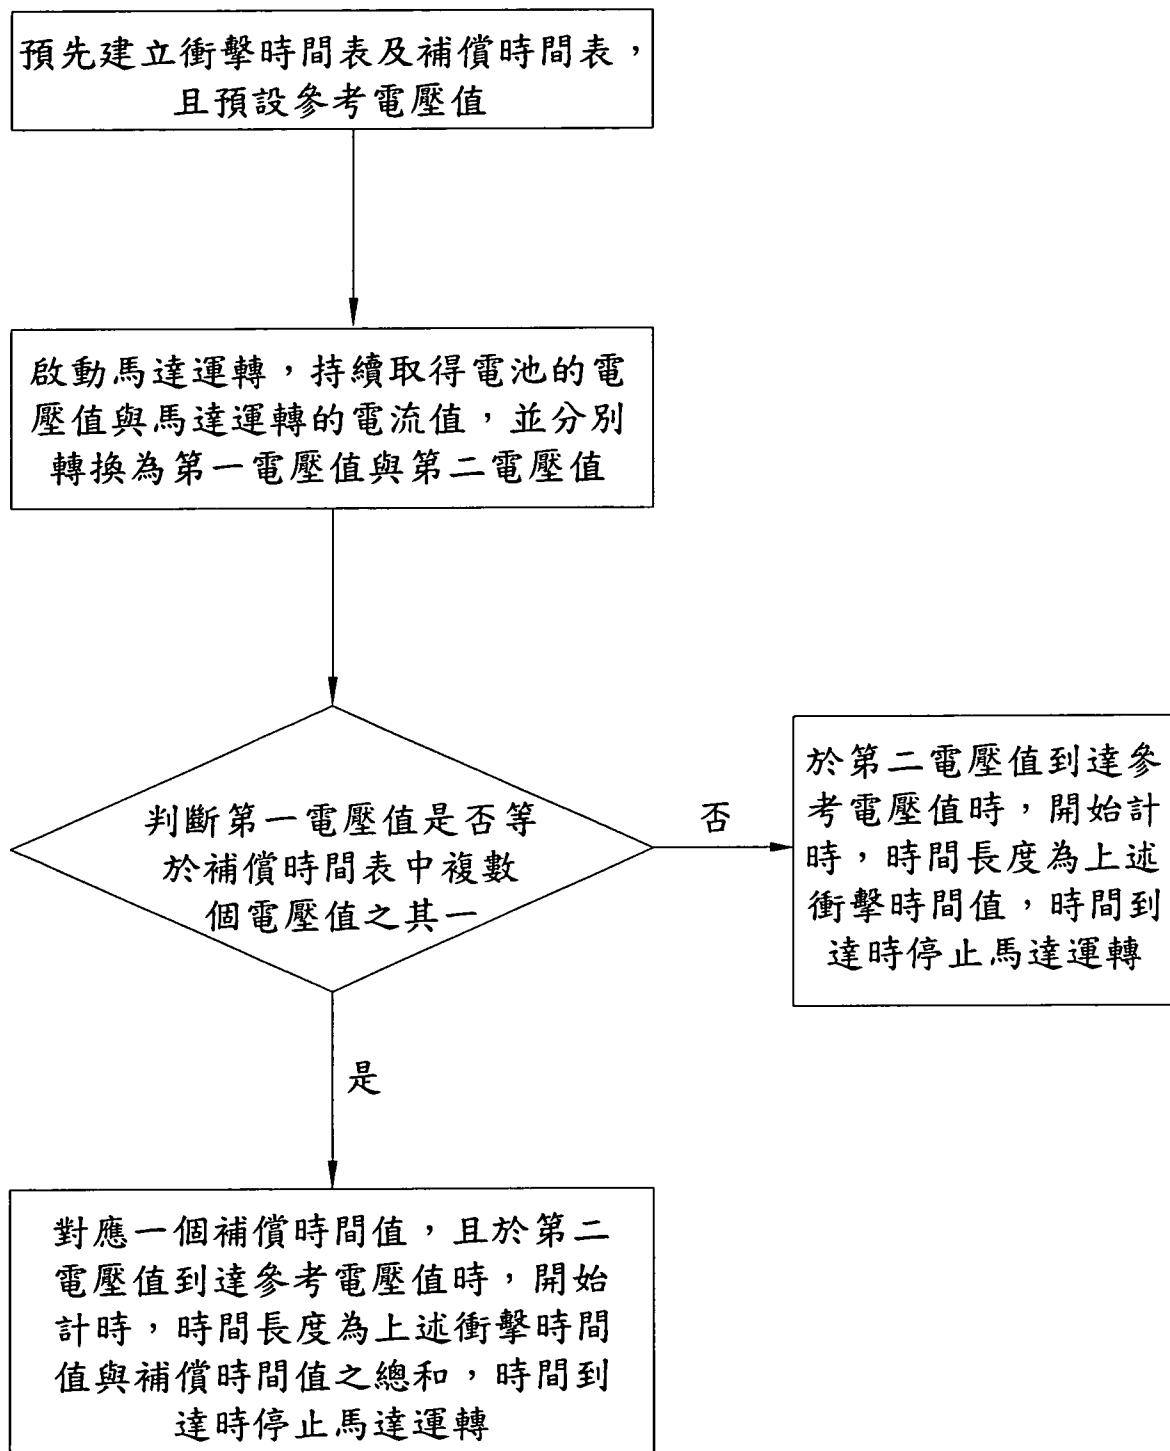 預先建立衝擊時間表及補償時間表，
且預設參考電壓值
啟動馬達運轉，持續取得電池的電
壓值與馬達運轉的電流值，並分別
轉換為第一電壓值與第二電壓值
判斷第一電壓值是否等
於補償時間表中複數
個電壓值之其一
否
於第二電壓值到達參
考電壓值時，開始計
時，時間長度為上述
衝擊時間值，時間到
達時停止馬達運轉
是
對應一個補償時間值，且於第二
電壓值到達參考電壓值時，開始
計時，時間長度為上述衝擊時間
值與補償時間值之總和，時間到
達時停止馬達運轉